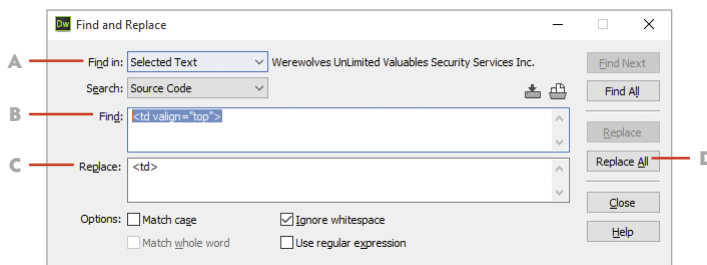 Dw Find and Replace
A Find in: Selected Text Werewolves UnLimited Valuables Security Services Inc. Find Next
Search: Source Code Find All
B Find: <td valign="top">
Replace
C Replace: <td> Replace All D
Close
Options: Match case Ignore whitespace
Help
Match whole word Use regular expression